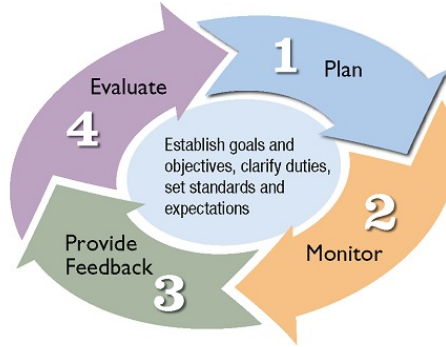 1 Plan
2
Monitor
Provide
Feedback
3
Evaluate
4
Establish goals and
objectives, clarify duties,
set standards and
expectations